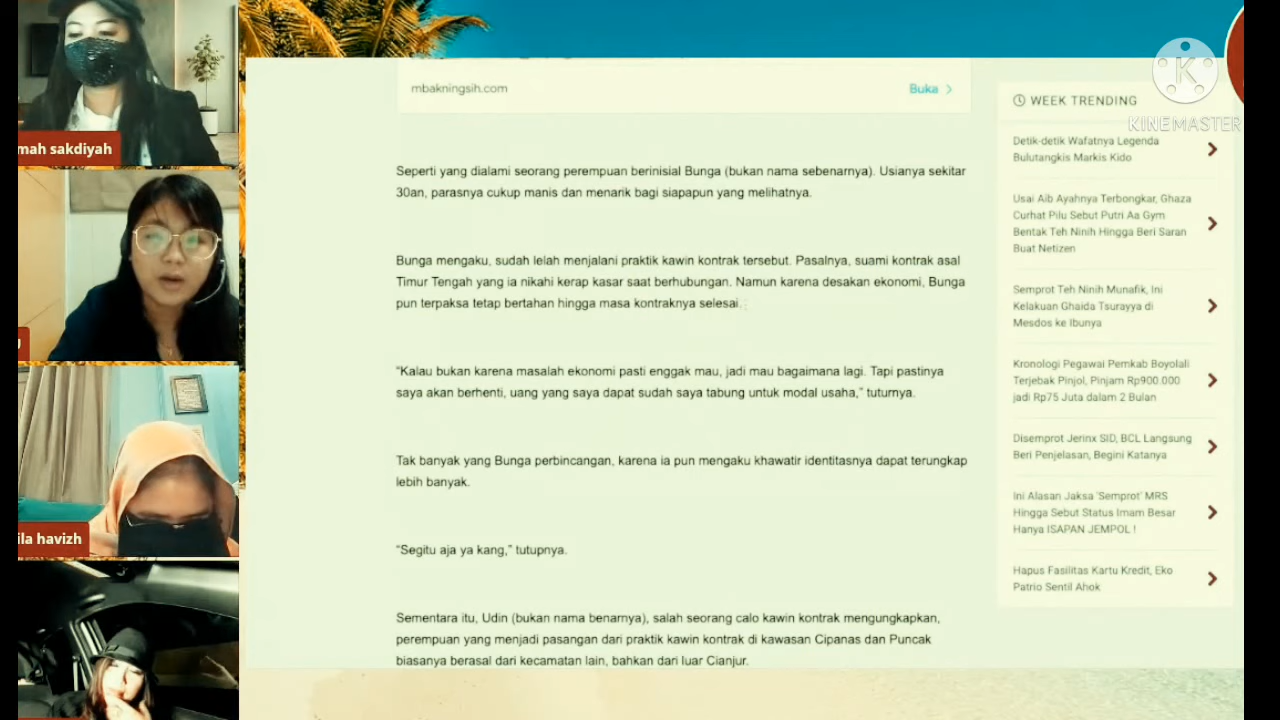 mah sakdiyah
ila havizh
mbakningsih.com
Buka
Seperti yang dialami seorang perempuan berinisial Bunga (bukan nama sebenarnya). Usianya sekitar
30an, parasnya cukup manis dan menarik bagi siapapun yang melihatnya.
Bunga mengaku, sudah lelah menjalani praktik kawin kontrak tersebut. Pasalnya, suami kontrak asal
Timur Tengah yang ia nikahi kerap kasar saat berhubungan. Namun karena desakan ekonomi, Bunga
pun terpaksa tetap bertahan hingga masa kontraknya selesai.
“Kalau bukan karena masalah ekonomi pasti enggak mau, jadi mau bagaimana lagi. Tapi pastinya
saya akan berhenti, uang yang saya dapat sudah saya tabung untuk modal usaha,” tuturnya.
Tak banyak yang Bunga perbincangan, karena ia pun mengaku khawatir identitasnya dapat terungkap
lebih banyak.
“Segitu aja ya kang,” tutupnya.
Sementara itu, Udin (bukan nama benarnya), salah seorang calo kawin kontrak mengungkapkan,
perempuan yang menjadi pasangan dari praktik kawin kontrak di kawasan Cipanas dan Puncak
biasanya berasal dari kecamatan lain, bahkan dari luar Cianjur.
WEEK TRENDING
Detik-detik Wafatnya Legenda
Bulutangkis Markis Kido
Usai Aib Ayahnya Terbongkar, Ghaza
Curhat Pilu Sebut Putri Aa Gym
Bentak Teh Ninih Hingga Beri Saran
Buat Netizen
Semprot Teh Ninih Munafik, Ini
Kelakuan Ghaida Tsurayya di
Mesdos ke Ibunya
Kronologi Pegawai Pemkab Boyolali
Terjebak Pinjol, Pinjam Rp900.000
jadi Rp75 Juta dalam 2 Bulan
Disemprot Jerinx SID, BCL Langsung
Beri Penjelasan, Begini Katanya
Ini Alasan Jaksa 'Semprot' MRS
Hingga Sebut Status Imam Besar
Hanya ISAPAN JEMPOL !
Hapus Fasilitas Kartu Kredit, Eko
Patrio Sentil Ahok
K
KINEMASTER